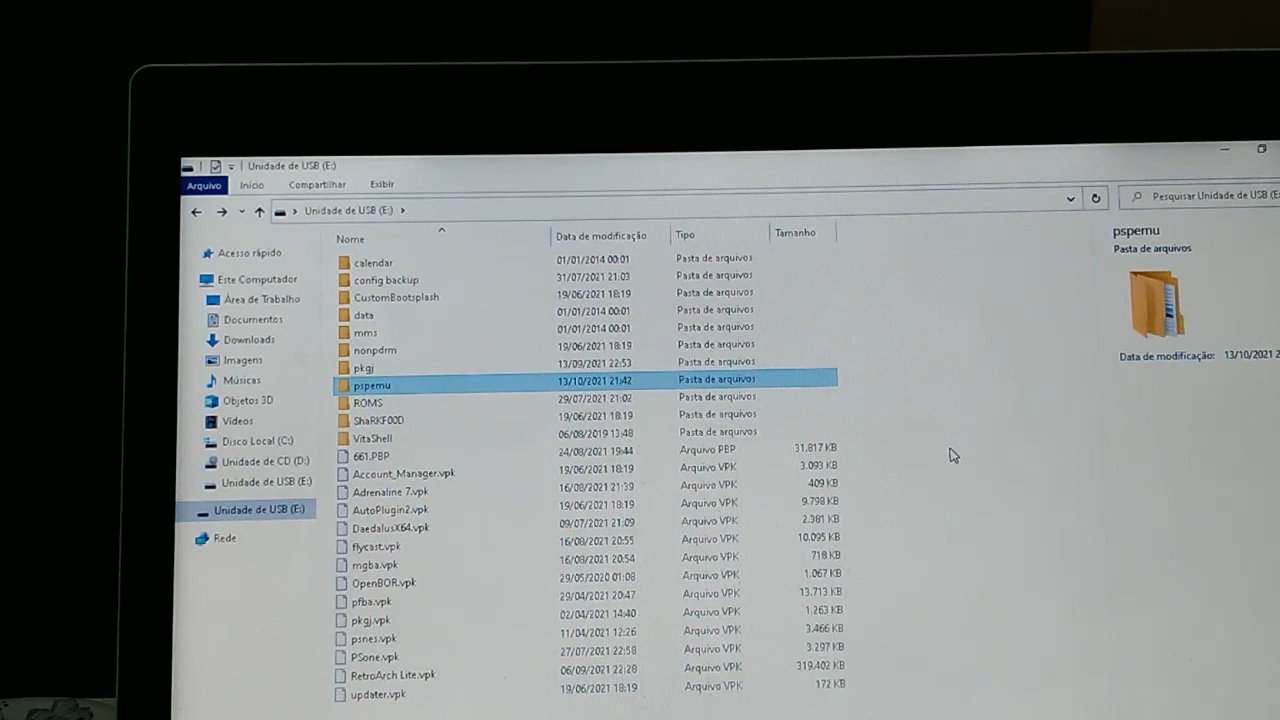 Unidade de USB (E:)
Arquivo Início Compartilhar Exibir
Unidade de USB (E:)
Pesquisar Unidade de USB (E:
Acesso rápido
Este Computador
Área de Trabalho
Documentos
Downloads
Imagens
Músicas
Objetos 3D
Vídeos
Disco Local (C:)
Unidade de CD (D:)
Unidade de USB (E:)
Unidade de USB (E:)
Rede
Nome Data de modificação Tipo Tamanho
calendar 01/01/2014 00:01 Pasta de arquivos
config backup 31/07/2021 21:03 Pasta de arquivos
CustomBootsplash 19/06/2021 18:19 Pasta de arquivos
data 01/01/2014 00:01 Pasta de arquivos
mms 01/01/2014 00:01 Pasta de arquivos
nonpdrm 19/06/2021 18:19 Pasta de arquivos
pkgj 13/09/2021 22:53 Pasta de arquivos
pspemu 13/10/2021 21:42 Pasta de arquivos
ROMS 29/07/2021 21:02 Pasta de arquivos
ShaRKF00D 19/06/2021 18:19 Pasta de arquivos
VitaShell 06/08/2019 13:48 Pasta de arquivos
661.PBP 24/08/2021 19:44 Arquivo PBP 31.817 KB
Account_Manager.vpk 19/06/2021 18:19 Arquivo VPK 3.093 KB
Adrenaline 7.vpk 16/08/2021 21:39 Arquivo VPK 409 KB
AutoPlugin2.vpk 19/06/2021 18:19 Arquivo VPK 9.798 KB
DaedalusX64.vpk 09/07/2021 21:09 Arquivo VPK 2.381 KB
flycast.vpk 16/08/2021 20:55 Arquivo VPK 10.095 KB
mgba.vpk 16/08/2021 20:54 Arquivo VPK 718 KB
OpenBOR.vpk 29/05/2020 01:08 Arquivo VPK 1.067 KB
pfba.vpk 29/04/2021 20:47 Arquivo VPK 13.713 KB
pkgj.vpk 02/04/2021 14:40 Arquivo VPK 1.263 KB
psnes.vpk 11/04/2021 12:26 Arquivo VPK 3.466 KB
PSone.vpk 27/07/2021 22:58 Arquivo VPK 3.297 KB
RetroArch Lite.vpk 06/09/2021 22:28 Arquivo VPK 319.402 KB
updater.vpk 19/06/2021 18:19 Arquivo VPK 172 KB
pspemu
Pasta de arquivos
Data de modificação: 13/10/2021 2